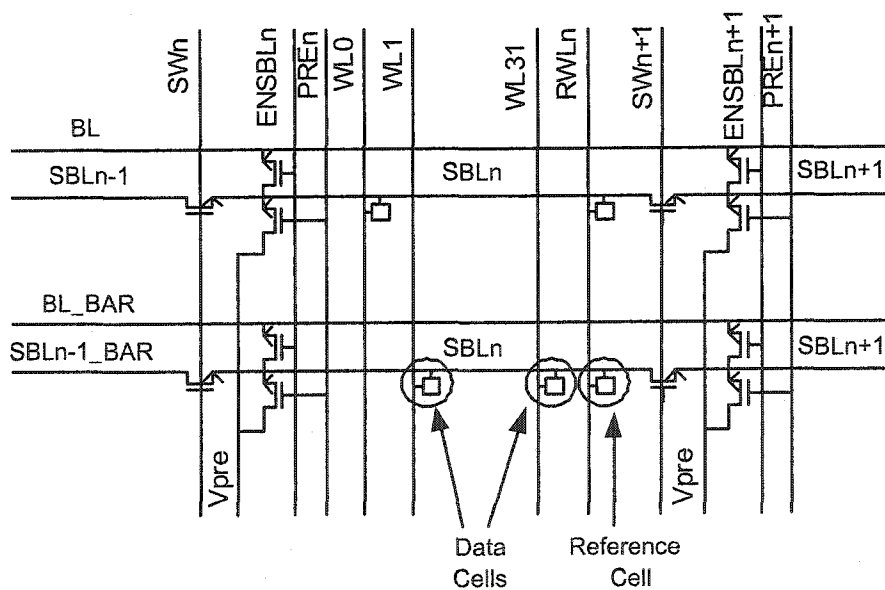 SWn
ENSBLn
PREn
WL0
WL1
WL31
RWLn
SWn+1
ENSBLn+1
PREn+1
BL
SBLn-1
SBLn
SBLn+1
BL_BAR
SBLn-1_BAR
SBLn
SBLn+1
Vpre
Vpre
Data
Cells
Reference
Cell